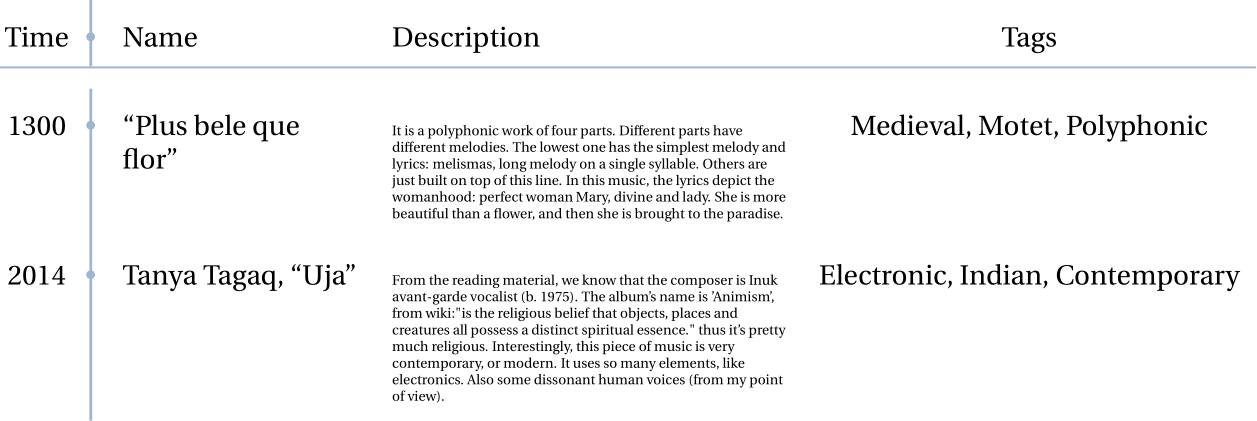 Time Name Description Tags
1300 “Plus bele que
flor”
It is a polyphonic work of four parts. Different parts have
different melodies. The lowest one has the simplest melody and
lyrics: melismas, long melody on a single syllable. Others are
just built on top of this line. In this music, the lyrics depict the
womanhood: perfect woman Mary, divine and lady. She is more
beautiful than a flower, and then she is brought to the paradise.
Medieval, Motet, Polyphonic
2014 Tanya Tagaq, “Uja”
From the reading material, we know that the composer is Inuk
avant-garde vocalist (b. 1975). The album’s name is ’Animism’,
from wiki:"is the religious belief that objects, places and
creatures all possess a distinct spiritual essence." thus it’s pretty
much religious. Interestingly, this piece of music is very
contemporary, or modern. It uses so many elements, like
electronics. Also some dissonant human voices (from my point
of view).
Electronic, Indian, Contemporary